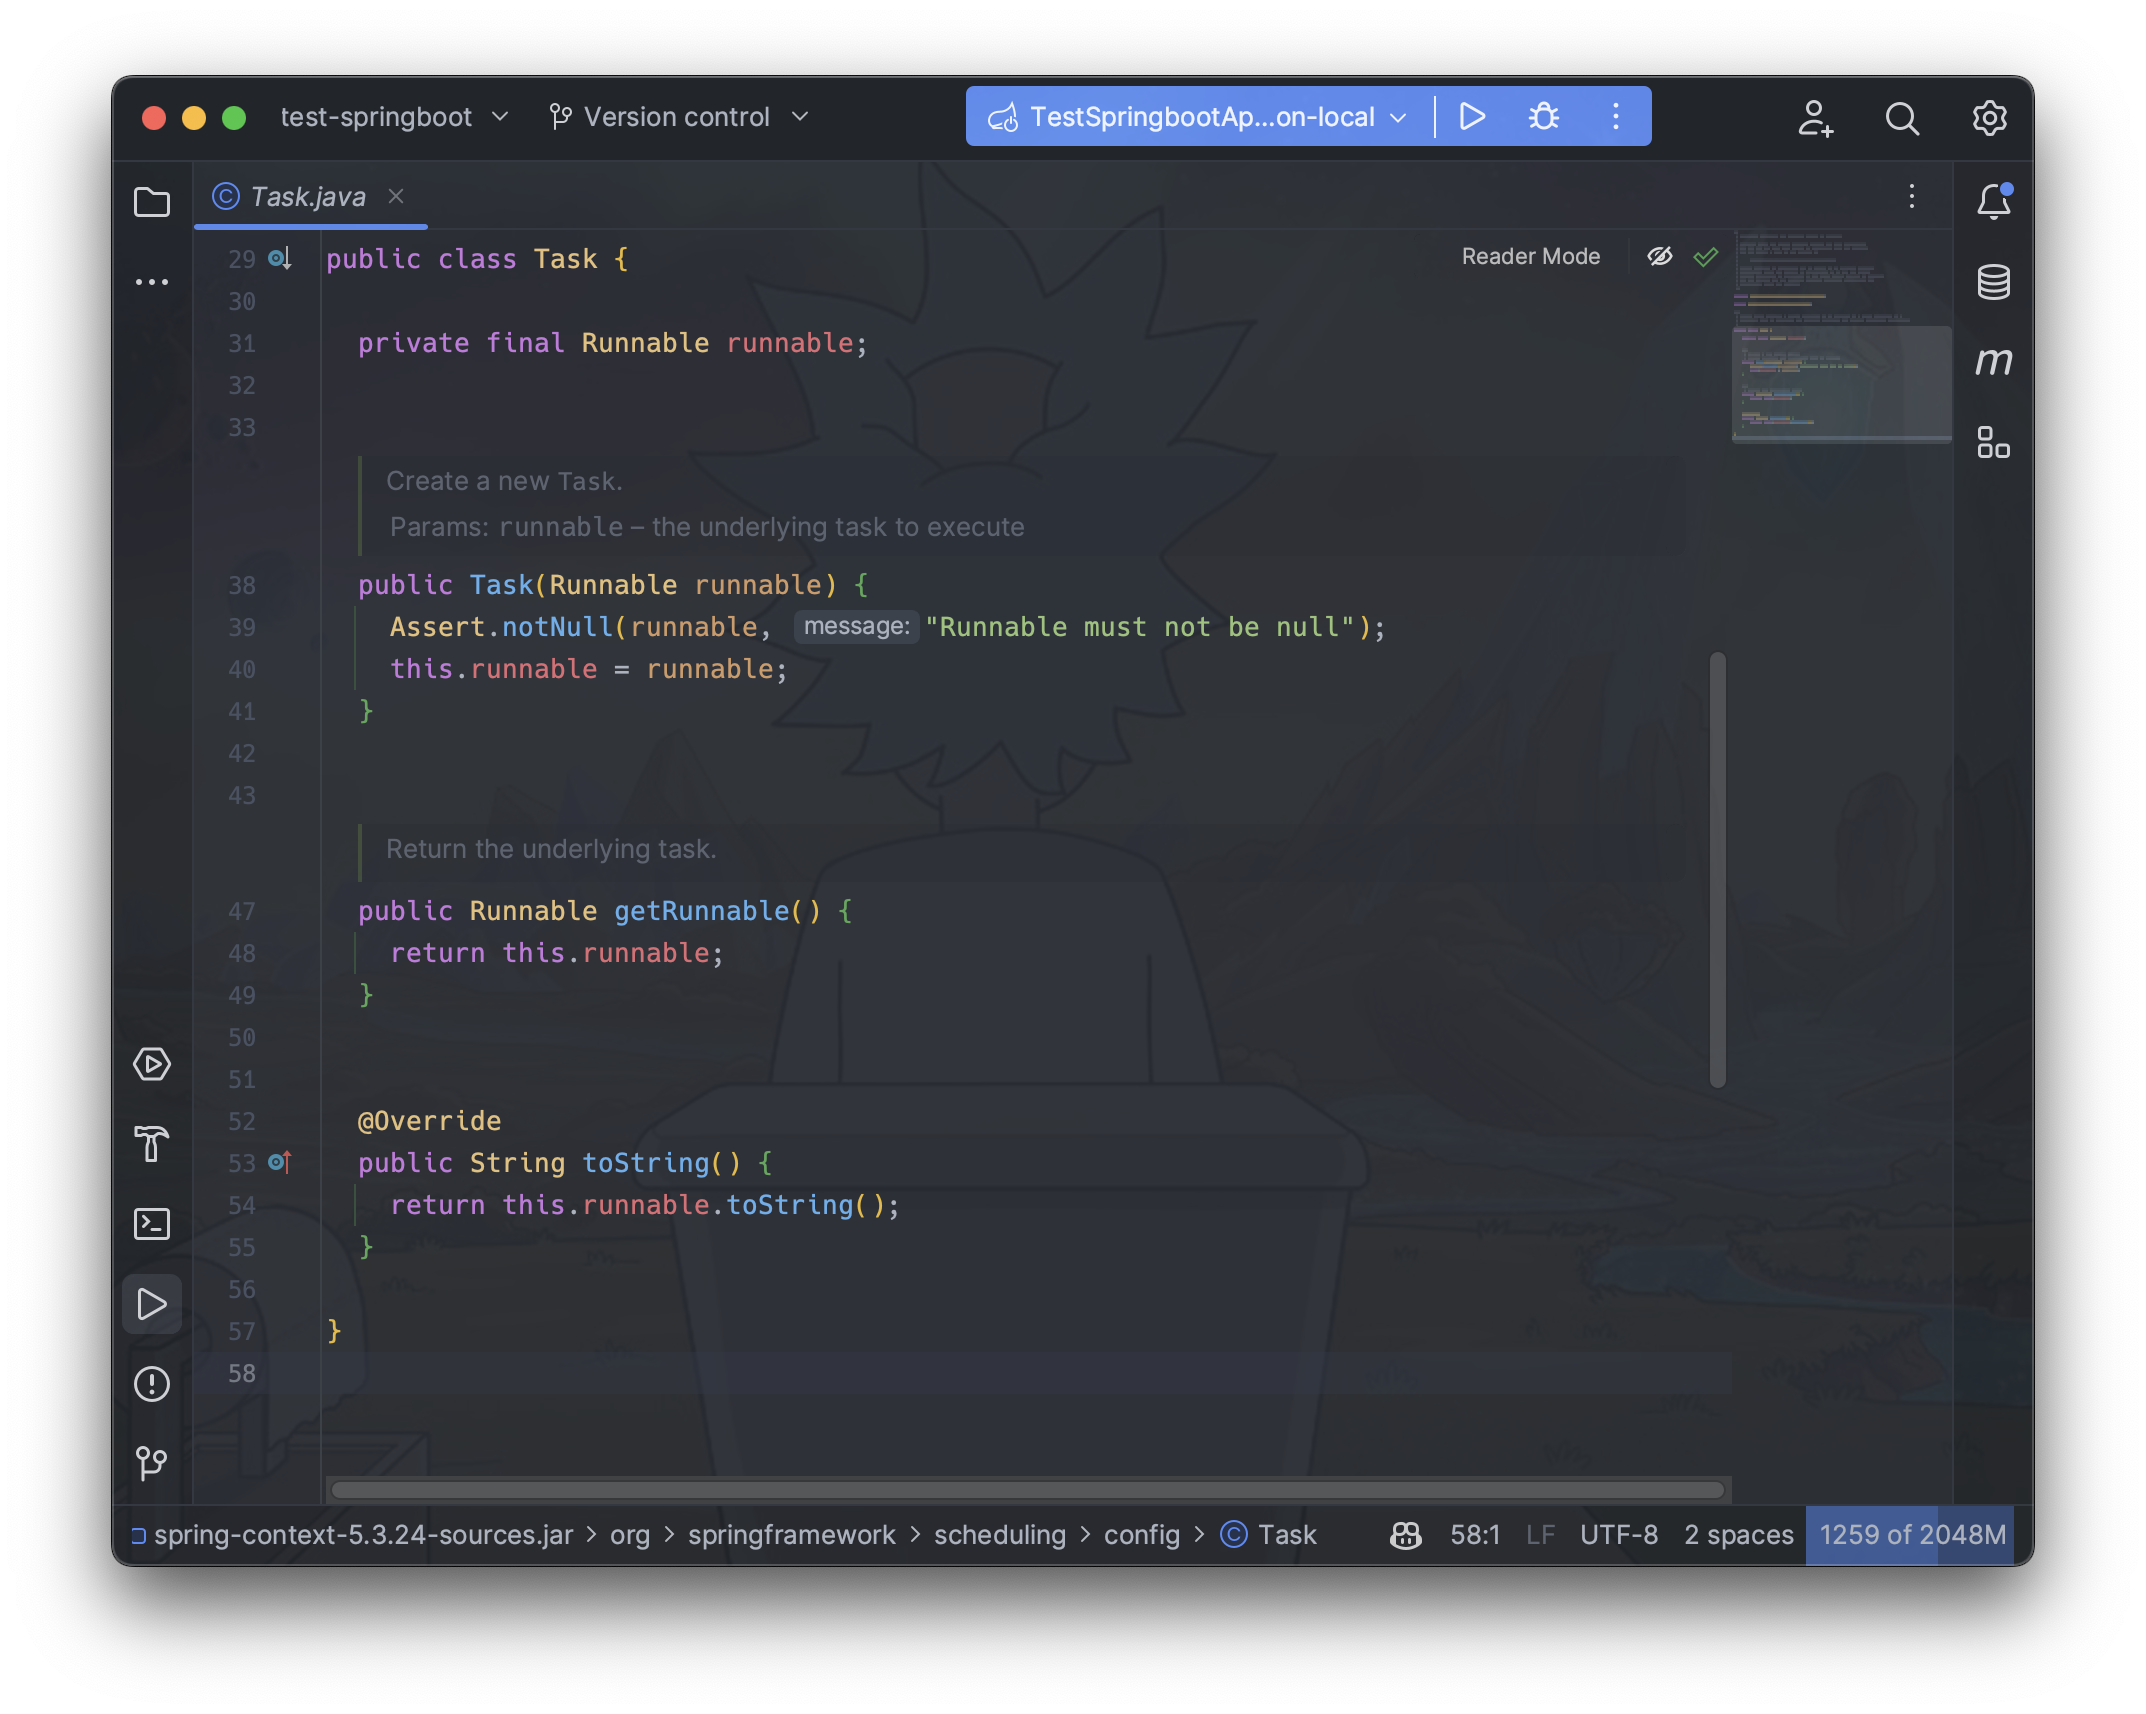 test-springboot Version control TestSpringbootAp...on-local
Task.java
Reader Mode
29 public class Task {
30
31 private final Runnable runnable;
32
33
Create a new Task.
Params: runnable – the underlying task to execute
38 public Task(Runnable runnable) {
39 Assert.notNull(runnable, message: "Runnable must not be null");
40 this.runnable = runnable;
41 }
42
43
Return the underlying task.
47 public Runnable getRunnable() {
48 return this.runnable;
49 }
50
51
52 @Override
53 public String toString() {
54 return this.runnable.toString();
55 }
56
57 }
58
spring-context-5.3.24-sources.jar > org > springframework > scheduling > config > Task 58:1 LF UTF-8 2 spaces 1259 of 2048M